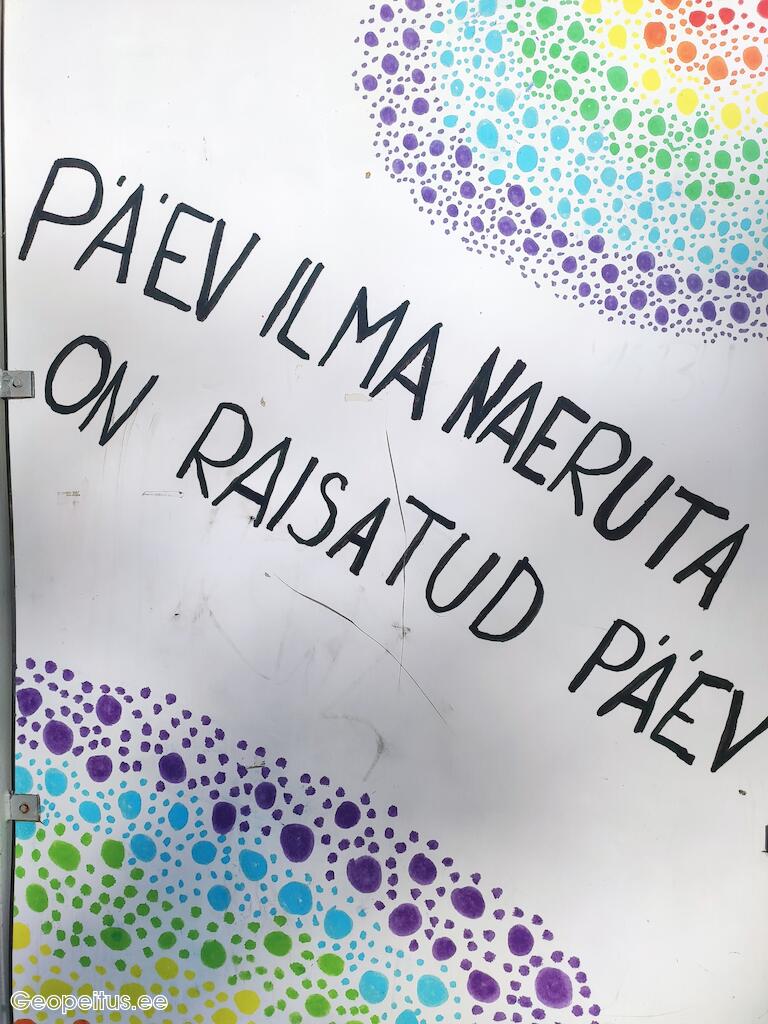 PÄEV ILMA NAERUTA
ON RAISATUD PÄEV
Geopeitus.ee